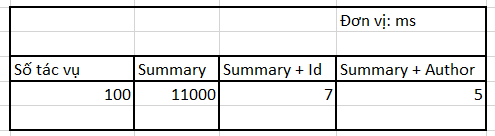 Đơn vị: ms
Số tác vụ Summary Summary + Id Summary + Author
100 11000 7 5